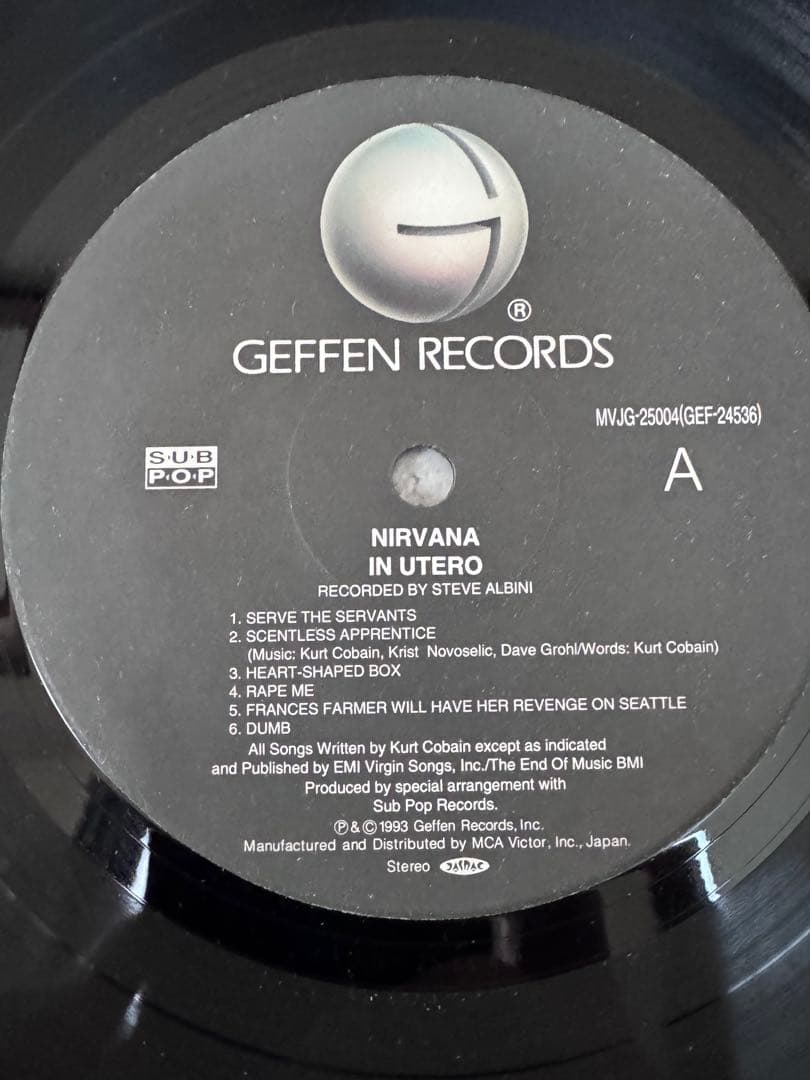 ®
GEFFEN RECORDS
MVJG-25004(GEF-24536)
S·U·B
P·O·P
A
NIRVANA
IN UTERO
RECORDED BY STEVE ALBINI
1. SERVE THE SERVANTS
2. SCENTLESS APPRENTICE
(Music: Kurt Cobain, Krist Novoselic, Dave Grohl/Words: Kurt Cobain)
3. HEART-SHAPED BOX
4. RAPE ME
5. FRANCES FARMER WILL HAVE HER REVENGE ON SEATTLE
6. DUMB
All Songs Written by Kurt Cobain except as indicated
and Published by EMI Virgin Songs, Inc./The End Of Music BMI
Produced by special arrangement with
Sub Pop Records.
℗ & © 1993 Geffen Records, Inc.
Manufactured and Distributed by MCA Victor, Inc., Japan.
Stereo JASRAC